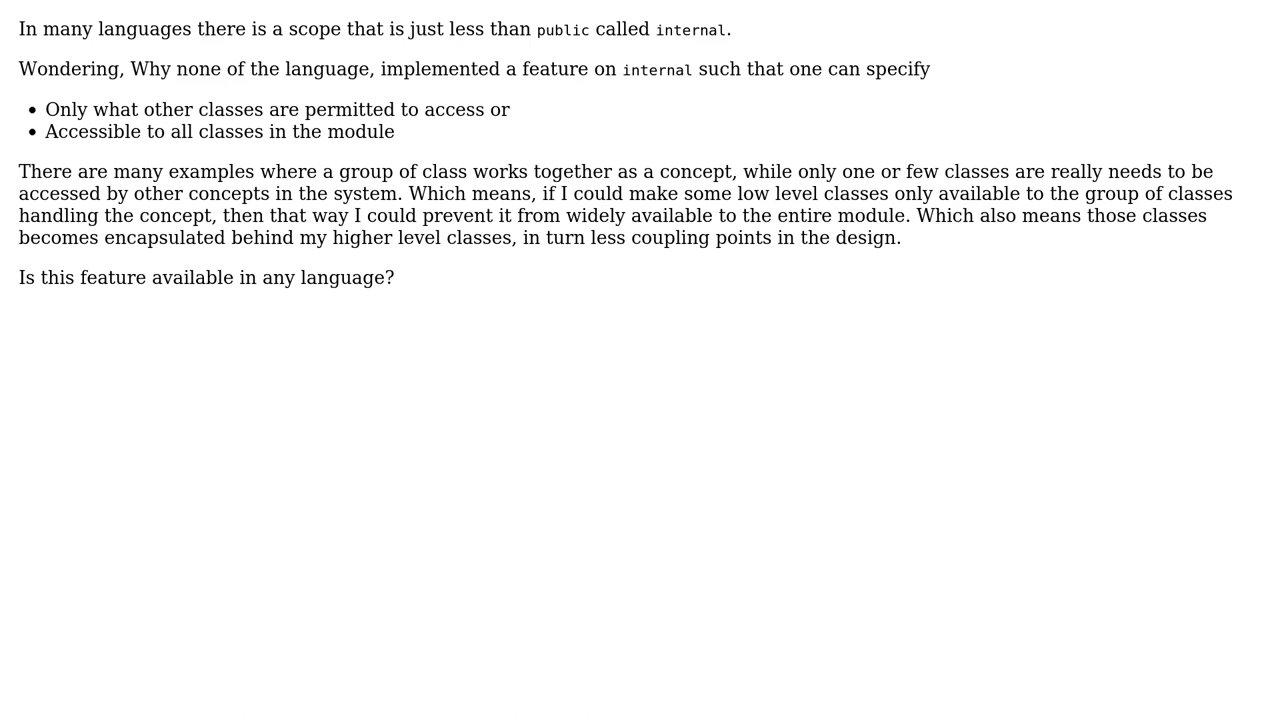 In many languages there is a scope that is just less than public called internal.
Wondering, Why none of the language, implemented a feature on internal such that one can specify
• Only what other classes are permitted to access or
• Accessible to all classes in the module
There are many examples where a group of class works together as a concept, while only one or few classes are really needs to be
accessed by other concepts in the system. Which means, if I could make some low level classes only available to the group of classes
handling the concept, then that way I could prevent it from widely available to the entire module. Which also means those classes
becomes encapsulated behind my higher level classes, in turn less coupling points in the design.
Is this feature available in any language?